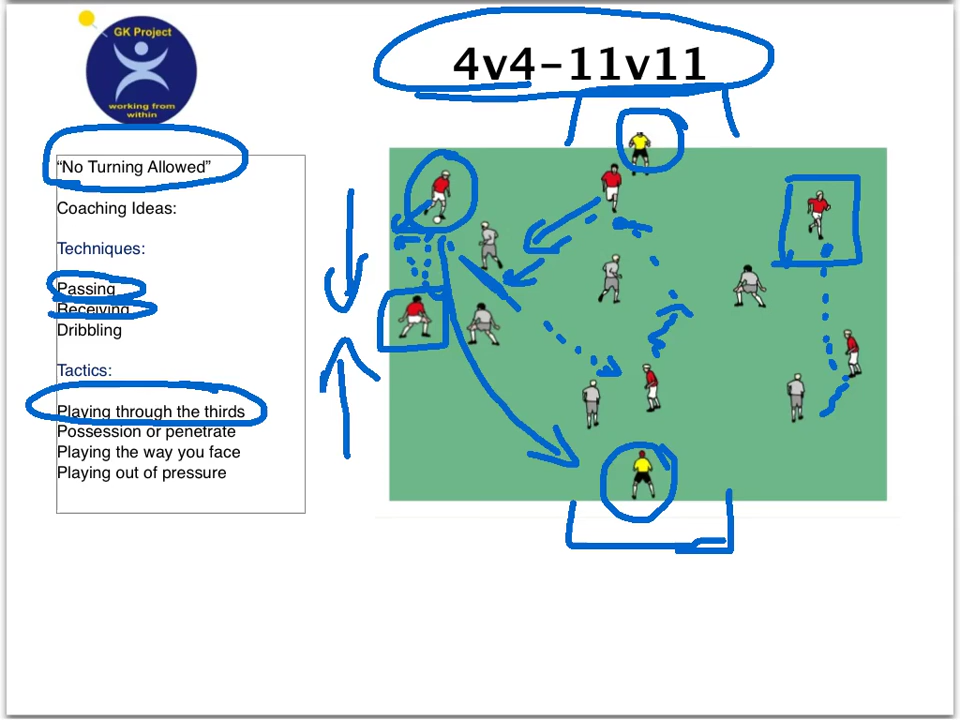 GK Project
working from
within
4v4-11v11
“No Turning Allowed”
Coaching Ideas:
Techniques:
Passing
Receiving
Dribbling
Tactics:
Playing through the thirds
Possession or penetrate
Playing the way you face
Playing out of pressure